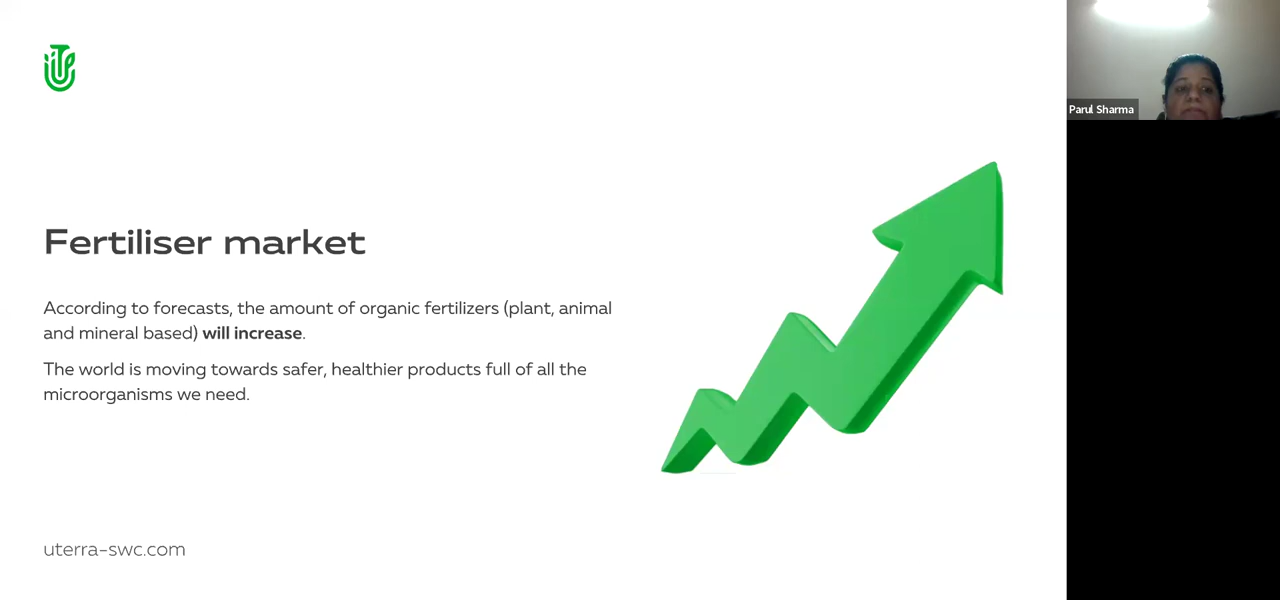 Fertiliser market
According to forecasts, the amount of organic fertilizers (plant, animal
and mineral based) will increase.
The world is moving towards safer, healthier products full of all the
microorganisms we need.
uterra-swc.com
Parul Sharma